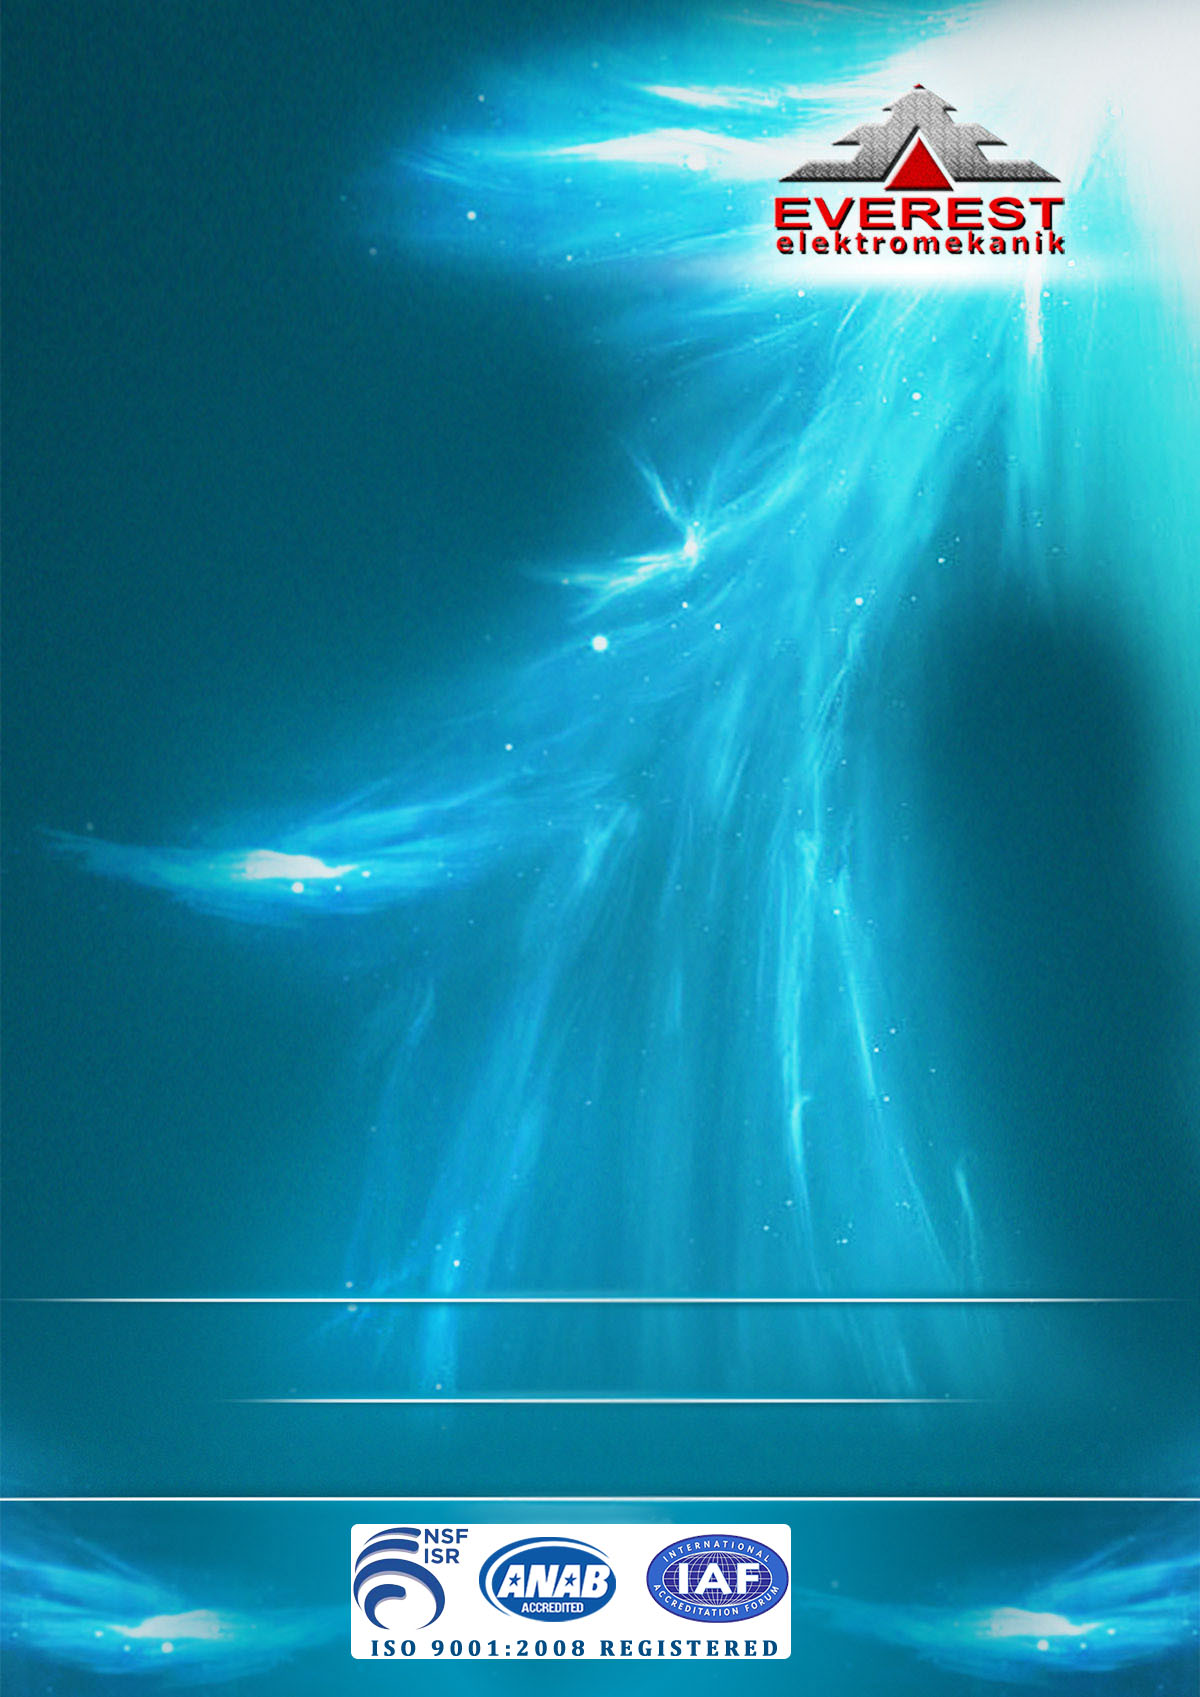 EVEREST
elektromekanik
NSF
ISR
ANAB
ACCREDITED
INTERNATIONAL
IAF
ACCREDITATION FORUM
ISO 9001:2008 REGISTERED